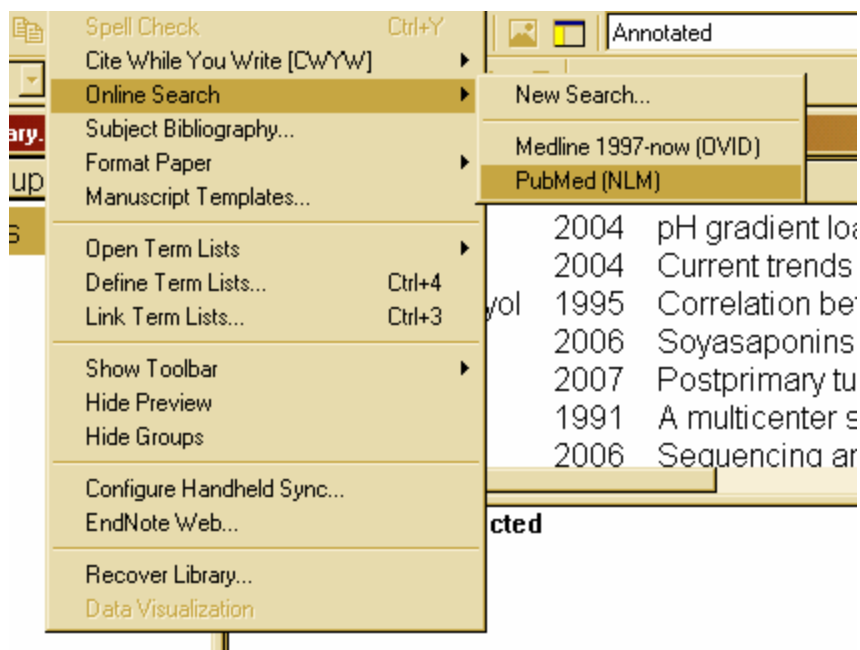 Spell Check Ctrl+Y
Cite While You Write [CWYW]
Online Search
Subject Bibliography...
Format Paper
Manuscript Templates...
Open Term Lists
Define Term Lists... Ctrl+4
Link Term Lists... Ctrl+3
Show Toolbar
Hide Preview
Hide Groups
Configure Handheld Sync...
EndNote Web...
Recover Library...
Data Visualization
Annotated
New Search...
Medline 1997-now (OVID)
PubMed (NLM)
ary.
up
s
2004 pH gradient loa
2004 Current trends
yol 1995 Correlation be
2006 Soyasaponins
2007 Postprimary tu
1991 A multicenter s
2006 Sequencing ar
cted